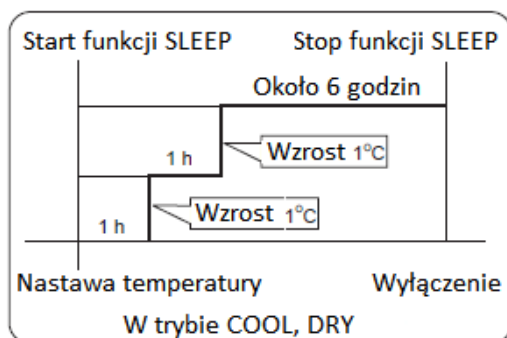 Start funkcji SLEEP Stop funkcji SLEEP
Około 6 godzin
1 h
Wzrost 1°C
Wzrost 1°C
1 h
Nastawa temperatury Wyłączenie
W trybie COOL, DRY